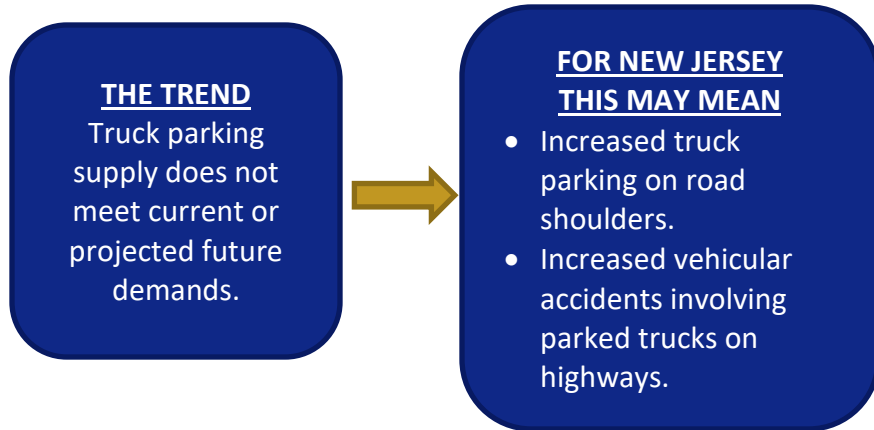 THE TREND
Truck parking
supply does not
meet current or
projected future
demands.
FOR NEW JERSEY
THIS MAY MEAN
• Increased truck
parking on road
shoulders.
• Increased vehicular
accidents involving
parked trucks on
highways.